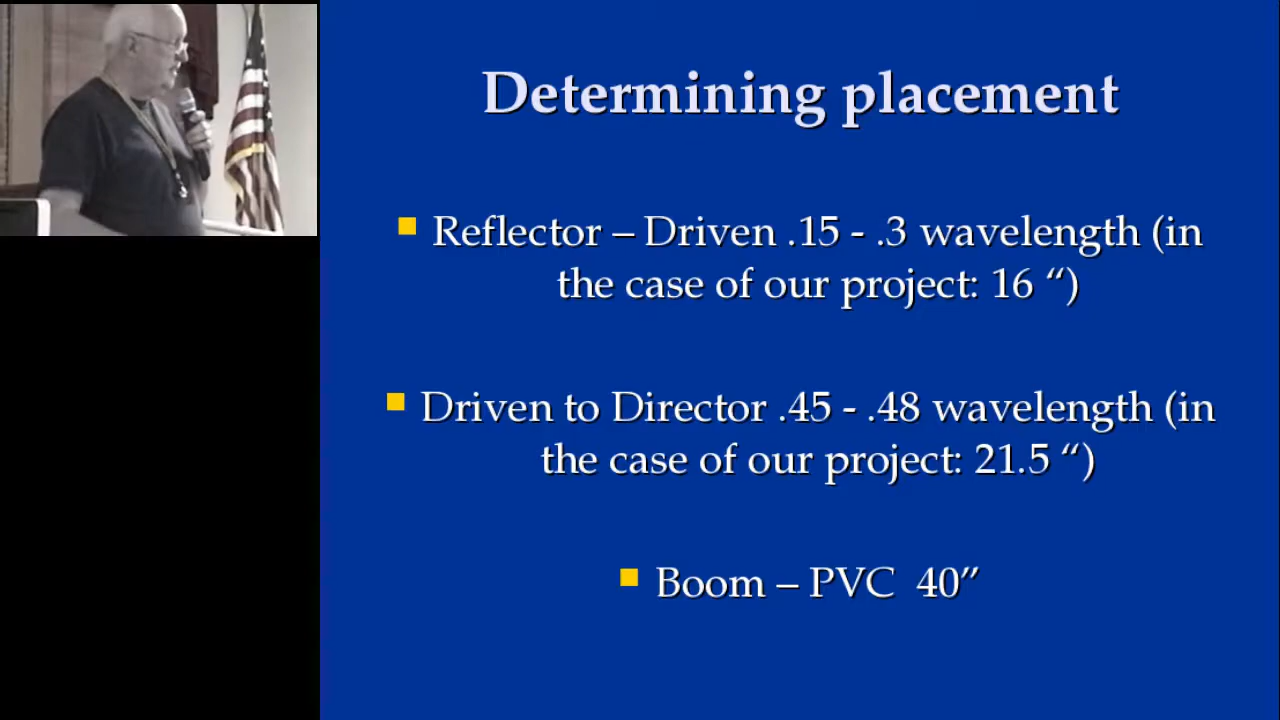 Determining placement
Reflector – Driven .15 - .3 wavelength (in
the case of our project: 16 “)
Driven to Director .45 - .48 wavelength (in
the case of our project: 21.5 “)
Boom – PVC  40”